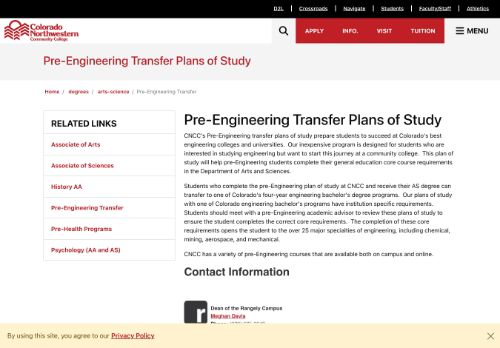 D2L | Crossroads | Navigate | Students | Faculty/Staff | Athletics
Colorado
Northwestern
Community College
APPLY INFO. VISIT TUITION MENU
Pre-Engineering Transfer Plans of Study
Home / degrees / arts-science / Pre-Engineering Transfer
RELATED LINKS
Associate of Arts
Associate of Sciences
History AA
Pre-Engineering Transfer
Pre-Health Programs
Psychology (AA and AS)
Pre-Engineering Transfer Plans of Study
CNCC's Pre-Engineering transfer plans of study prepare students to succeed at Colorado's best
engineering colleges and universities. Our inexpensive program is designed for students who are
interested in studying engineering but want to start this journey at a community college. This plan of
study will help pre-Engineering students complete their general education core course requirements
in the Department of Arts and Sciences.
Students who complete the pre-Engineering plan of study at CNCC and receive their AS degree can
transfer to one of Colorado's four-year engineering bachelor's degree programs. Our plans of study
with one of Colorado engineering bachelor's programs have institution specific requirements.
Students should meet with a pre-Engineering academic advisor to review these plans of study to
ensure the student completes the correct core requirements. The completion of these core
requirements opens the student to the over 25 major specialties of engineering, including chemical,
mining, aerospace, and mechanical.
CNCC has a variety of pre-Engineering courses that are available both on campus and online.
Contact Information
r
Dean of the Rangely Campus
Meghan Davis
By using this site, you agree to our Privacy Policy